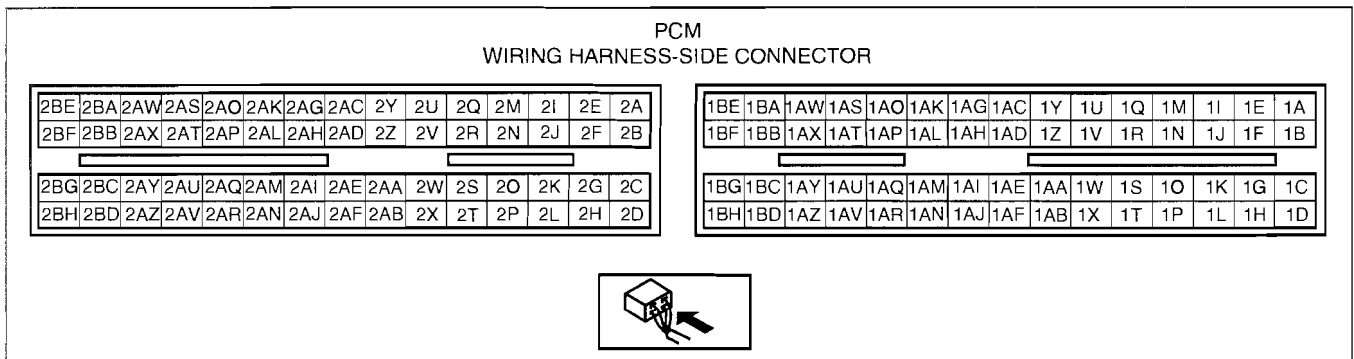 PCM
WIRING HARNESS-SIDE CONNECTOR
2BE 2BA 2AW 2AS 2AO 2AK 2AG 2AC 2Y 2U 2Q 2M 2I 2E 2A
2BF 2BB 2AX 2AT 2AP 2AL 2AH 2AD 2Z 2V 2R 2N 2J 2F 2B
2BG 2BC 2AY 2AU 2AQ 2AM 2AI 2AE 2AA 2W 2S 2O 2K 2G 2C
2BH 2BD 2AZ 2AV 2AR 2AN 2AJ 2AF 2AB 2X 2T 2P 2L 2H 2D
1BE 1BA 1AW 1AS 1AO 1AK 1AG 1AC 1Y 1U 1Q 1M 1I 1E 1A
1BF 1BB 1AX 1AT 1AP 1AL 1AH 1AD 1Z 1V 1R 1N 1J 1F 1B
1BG 1BC 1AY 1AU 1AQ 1AM 1AI 1AE 1AA 1W 1S 1O 1K 1G 1C
1BH 1BD 1AZ 1AV 1AR 1AN 1AJ 1AF 1AB 1X 1T 1P 1L 1H 1D